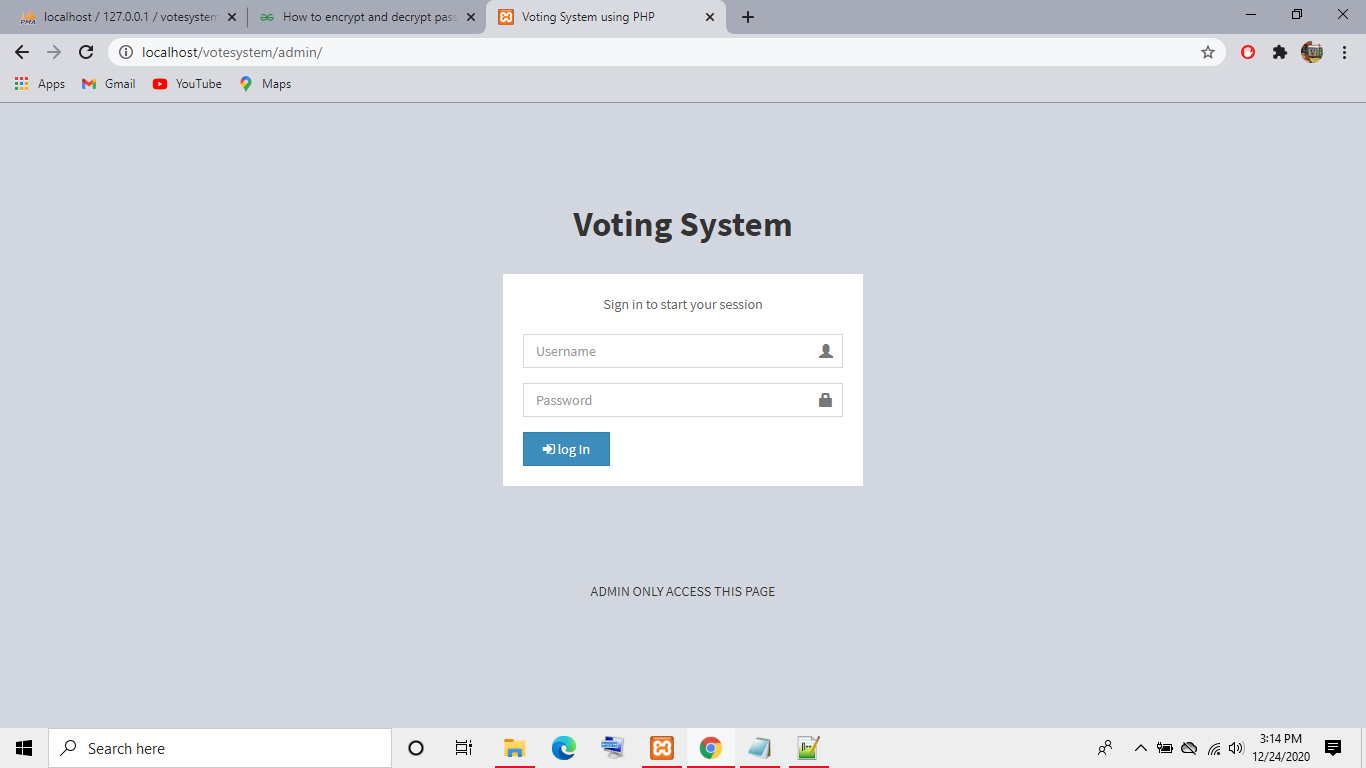 localhost / 127.0.0.1 / votesystem
How to encrypt and decrypt pass
Voting System using PHP
localhost/votesystem/admin/
Apps
Gmail
YouTube
Maps
Voting System
Sign in to start your session
Username
Password
log In
ADMIN ONLY ACCESS THIS PAGE
Search here
3:14 PM
12/24/2020